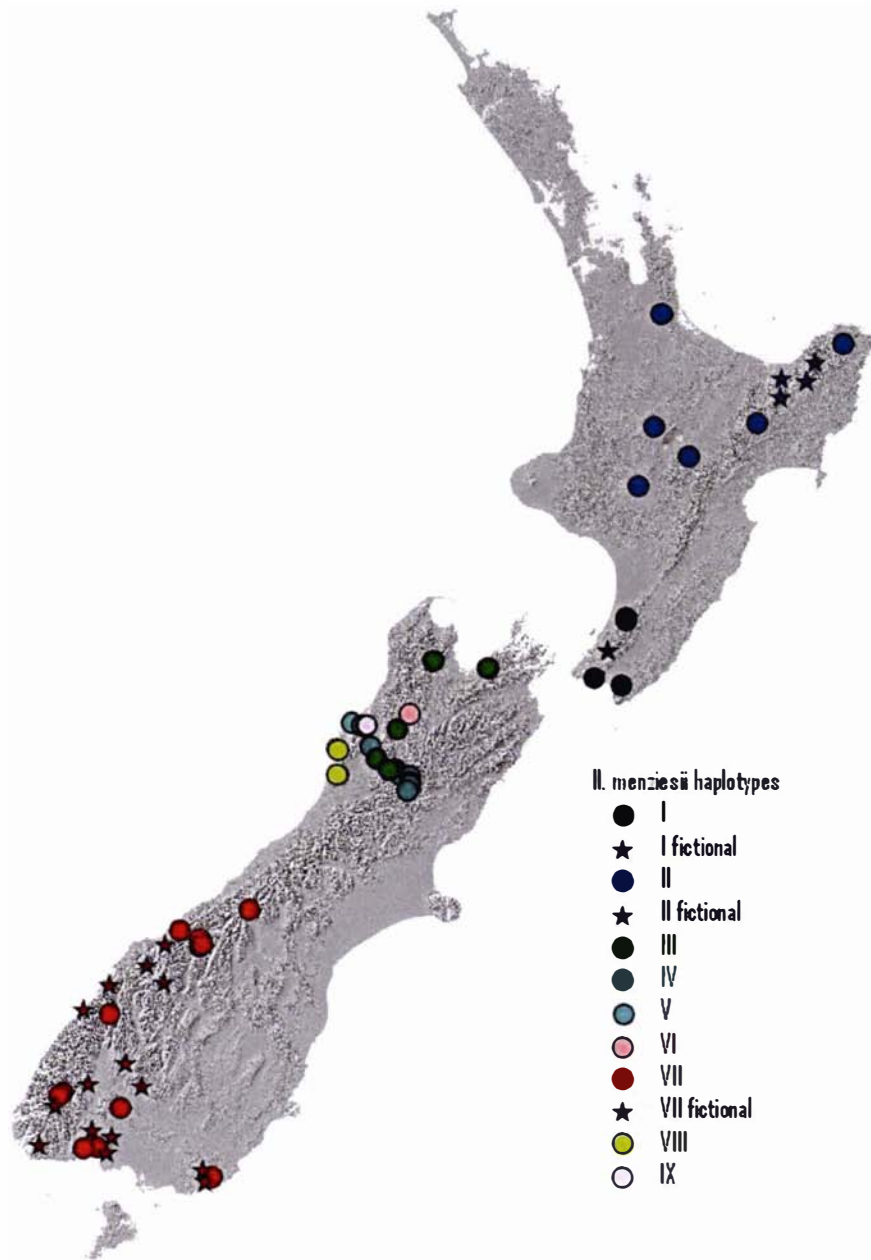 N. menziesii haplotypes
I
I fictional
II
II fictional
III
IV
V
VI
VII
VII fictional
VIII
IX